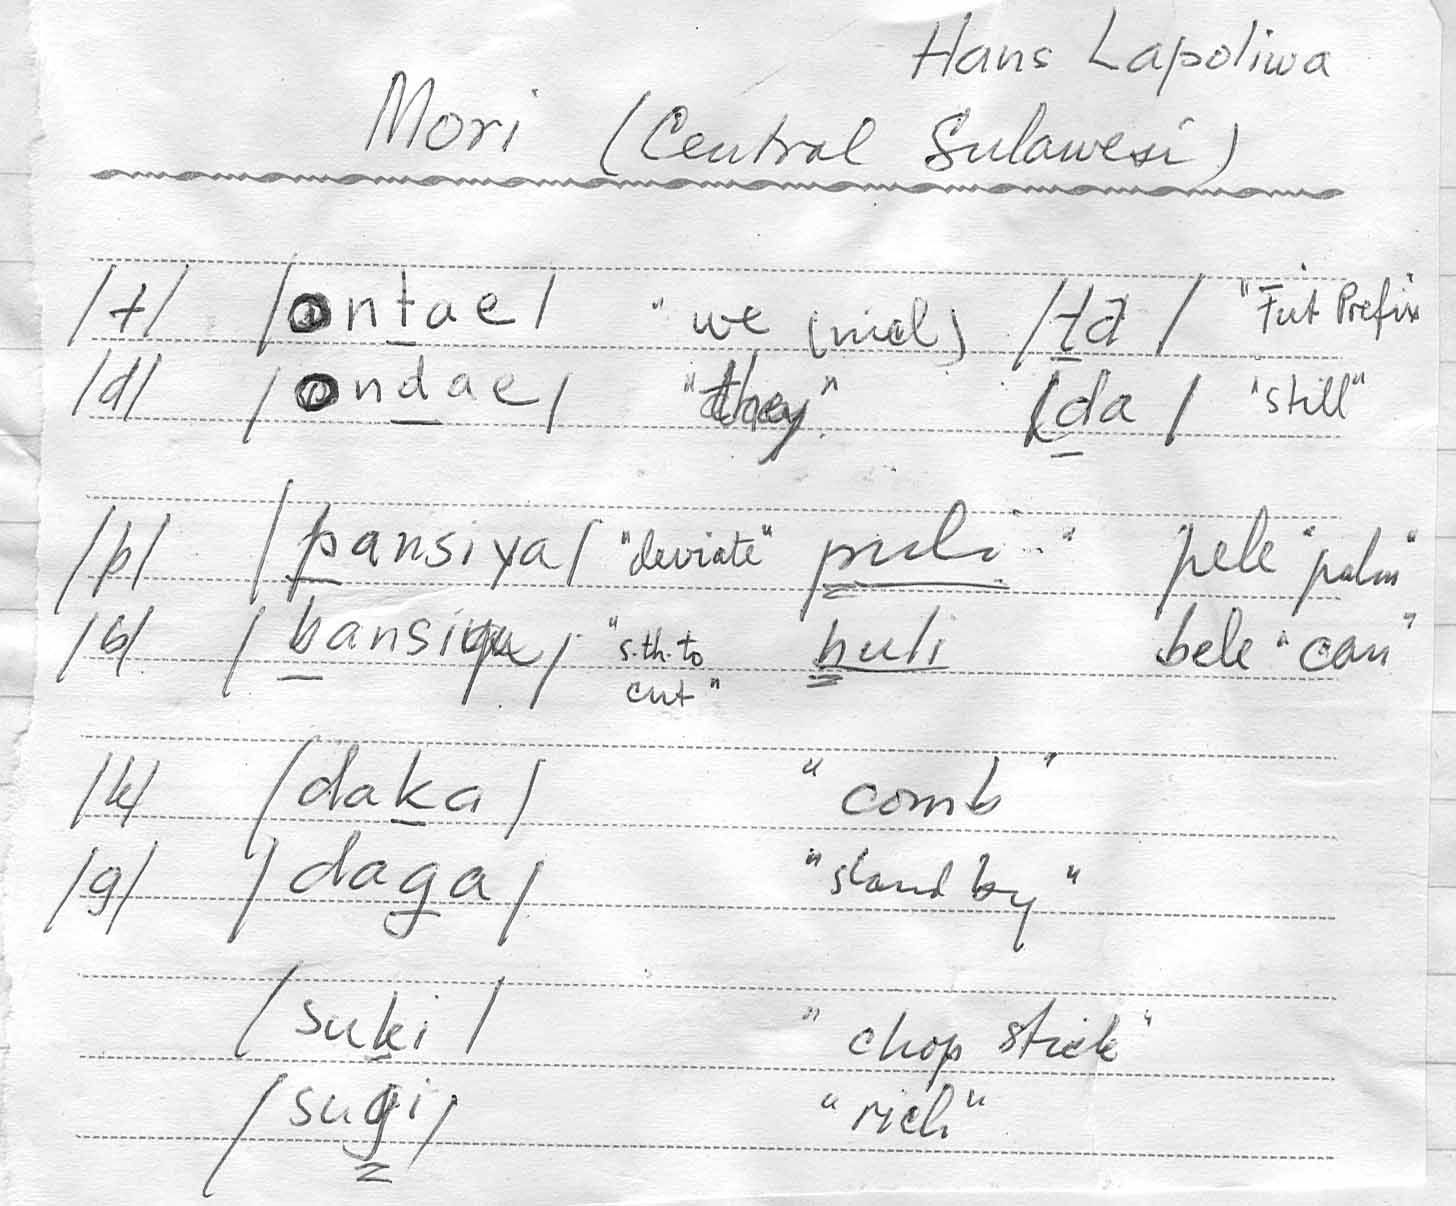 Hans Lapoliwa
Mori (Central Sulawesi)
/t/ /ontae/ "we (incl) /ta/ "Fut Prefix
/d/ /ondae/ "they" /da/ "still"
/p/ /pansiya/ "deviate" puli " pele "palm"
/b/ /bansi "s.th. to cut" buli bele "can"
/k/ /daka/ "comb"
/g/ /daga/ "stand by"
/suki/ "chop stick"
/sugi/ "rich"